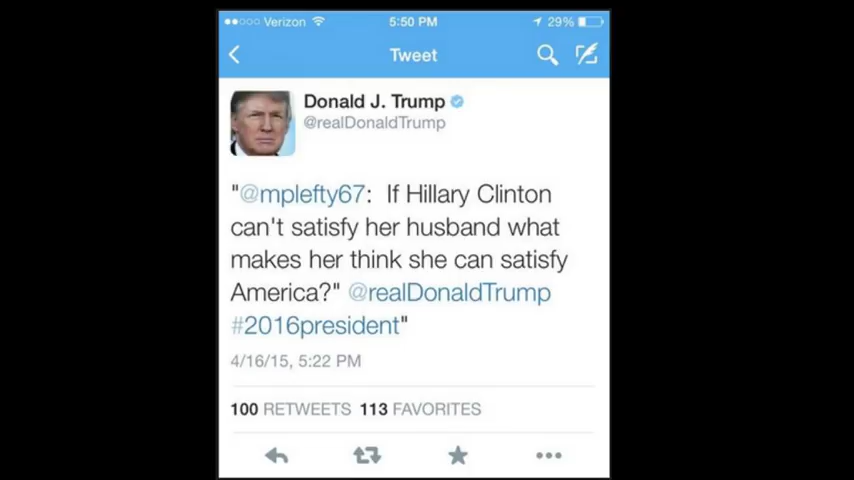 Verizon 5:50 PM 29%
Tweet
Donald J. Trump
@realDonaldTrump
"@mplefty67: If Hillary Clinton
can't satisfy her husband what
makes her think she can satisfy
America?" @realDonaldTrump
#2016president"
4/16/15, 5:22 PM
100 RETWEETS 113 FAVORITES